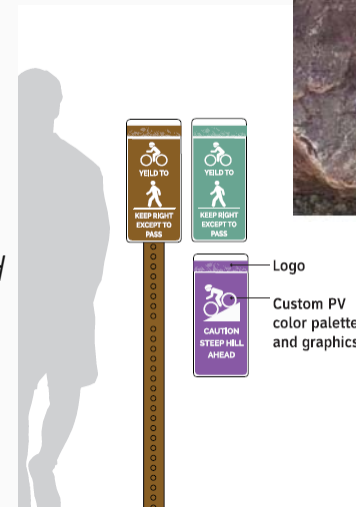 YEILD TO
KEEP RIGHT
EXCEPT TO
PASS
YEILD TO
KEEP RIGHT
EXCEPT TO
PASS
CAUTION
STEEP HILL
AHEAD
Logo
Custom PV
color palette
and graphics